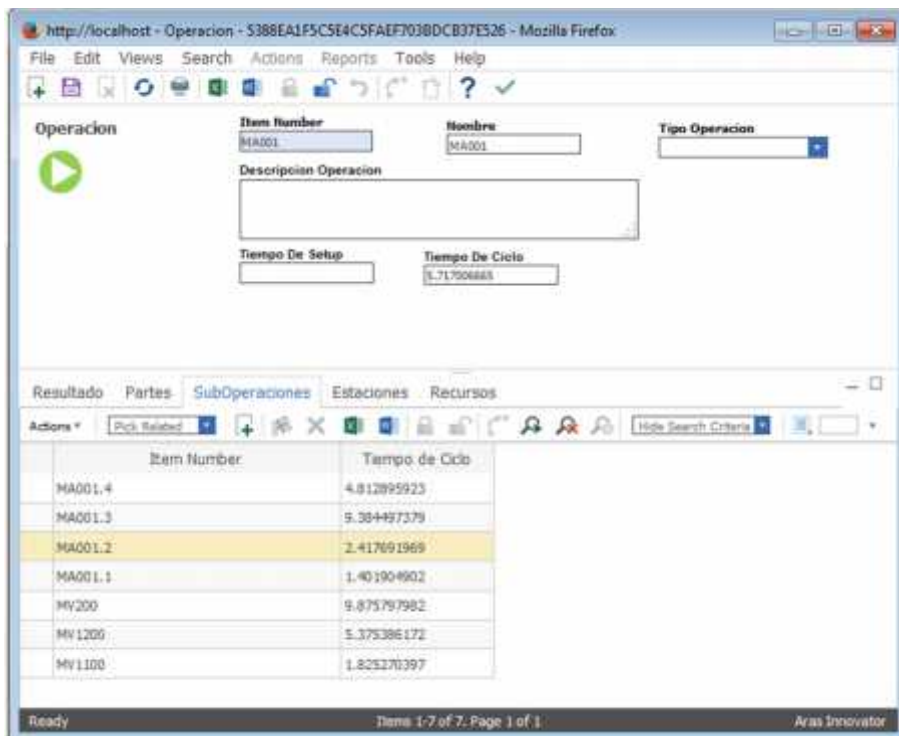 http://localhost - Operacion - 5388EA1F5C5E4C5FAEF703BDCB37E526 - Mozilla Firefox
File Edit Views Search Actions Reports Tools Help
Operacion
Item Number
MA001
Nombre
MA001
Tipo Operacion
Descripcion Operacion
Tiempo De Setup
Tiempo De Ciclo
5.717006665
Resultado Partes SubOperaciones Estaciones Recursos
Actions Pick Related Hide Search Criteria
Item Number Tiempo de Ciclo
MA001.4 4.812895923
MA001.3 9.384497379
MA001.2 2.417691969
MA001.1 1.401904902
MV200 9.875797982
MV1200 5.375386172
MV1100 1.825270397
Ready Items 1-7 of 7. Page 1 of 1 Aras Innovator